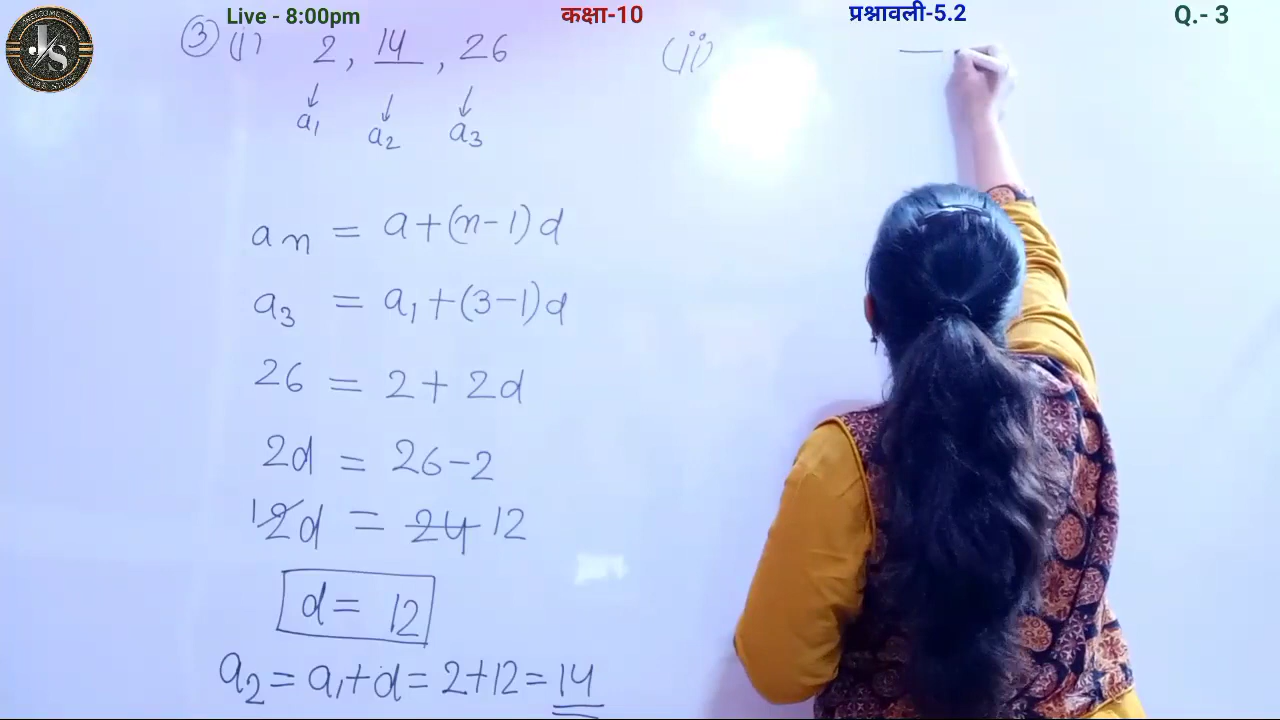 Live - 8:00pm कक्षा-10 प्रश्नावली-5.2 Q.- 3
JS
③ (i) 2, 14, 26 (ii)
a₁ a₂ a₃
an = a+(n-1)d
a₃ = a₁+(3-1)d
26 = 2+2d
2d = 26-2
12d = 24 12
d = 12
a₂ = a₁+d = 2+12 = 14